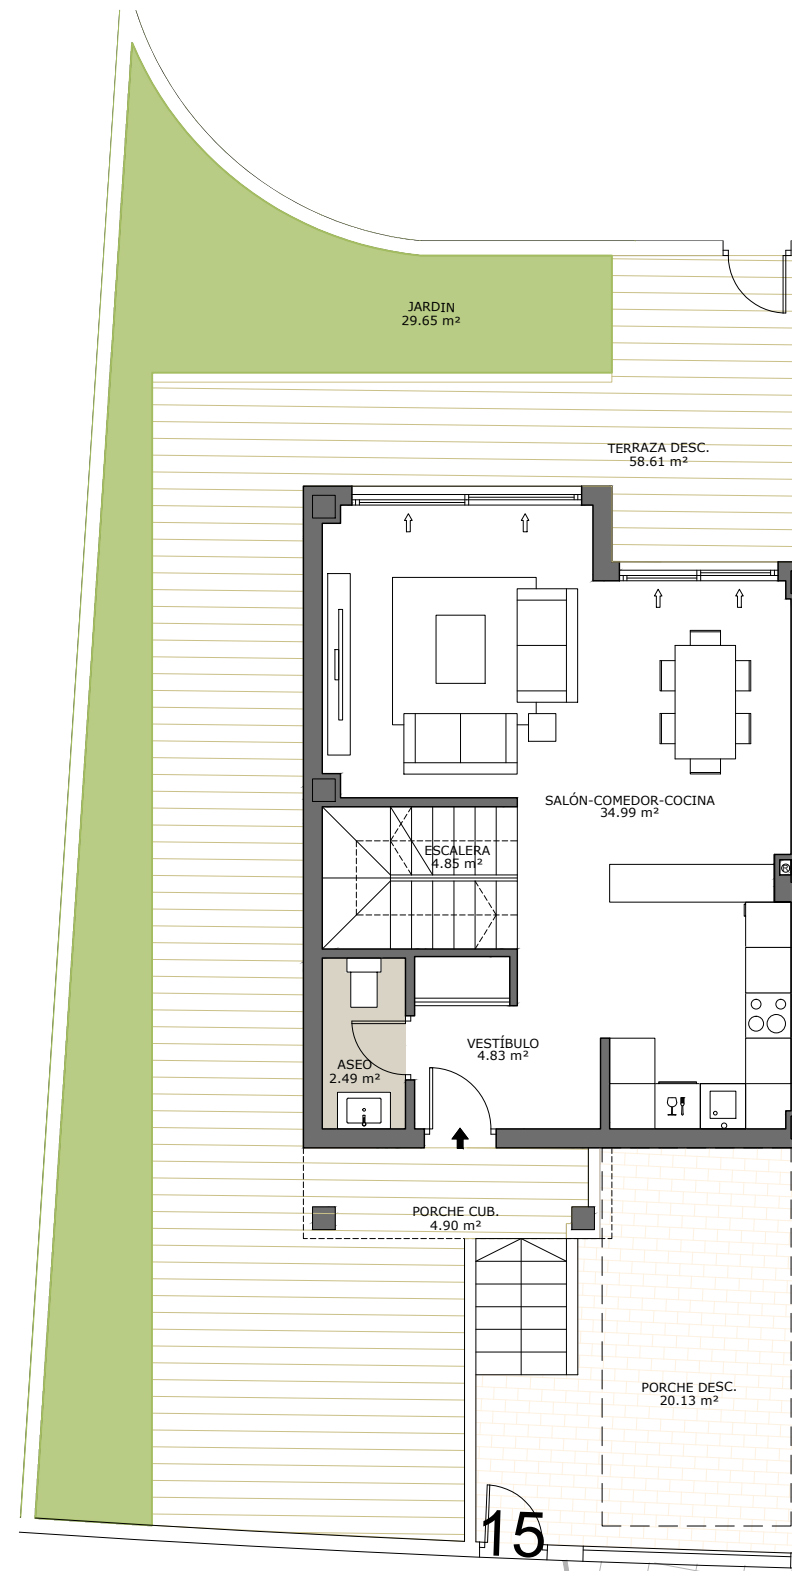 JARDIN
29.65 m²
TERRAZA DESC.
58.61 m²
SALÓN-COMEDOR-COCINA
34.99 m²
ESCALERA
4.85 m²
VESTÍBULO
4.83 m²
ASEO
2.49 m²
PORCHE CUB.
4.90 m²
PORCHE DESC.
20.13 m²
15